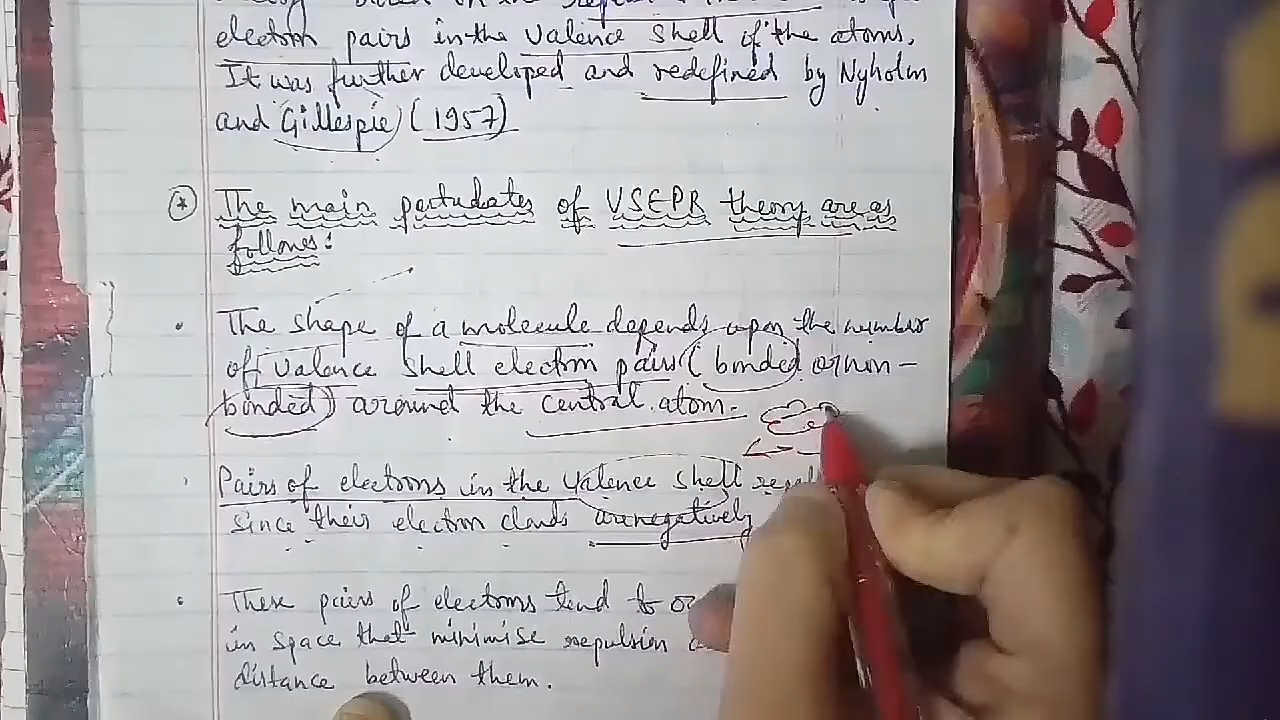 electrom pairs in the valence shell of the atoms.
It was further developed and redefined by Nyholm
and Gillespie (1957)
* The main postulates of VSEPR theory are as
follows:
The shape of a molecule depends upon the number
of valance shell electron pairs (bonded or non-
bonded) around the central atom.
Pairs of electrons in the valence shell
since their electron clouds are negatively
These pairs of electrons tend to
in space that minimise repulsion
distance between them.